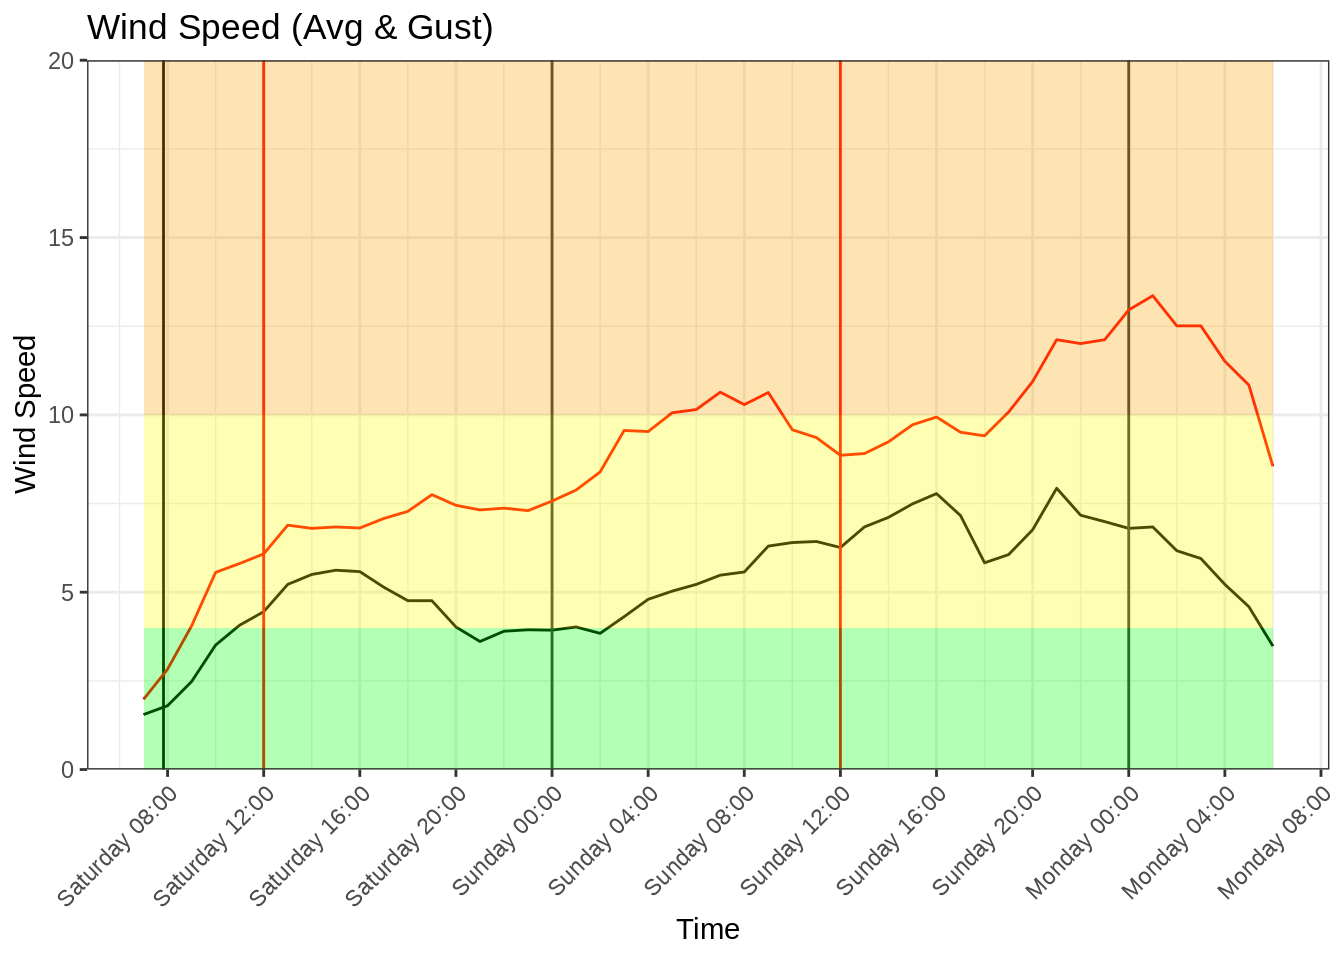 Wind Speed (Avg & Gust)
Wind Speed
20
15
10
5
0
Saturday 08:00
Saturday 12:00
Saturday 16:00
Saturday 20:00
Sunday 00:00
Sunday 04:00
Sunday 08:00
Sunday 12:00
Sunday 16:00
Sunday 20:00
Monday 00:00
Monday 04:00
Monday 08:00
Time